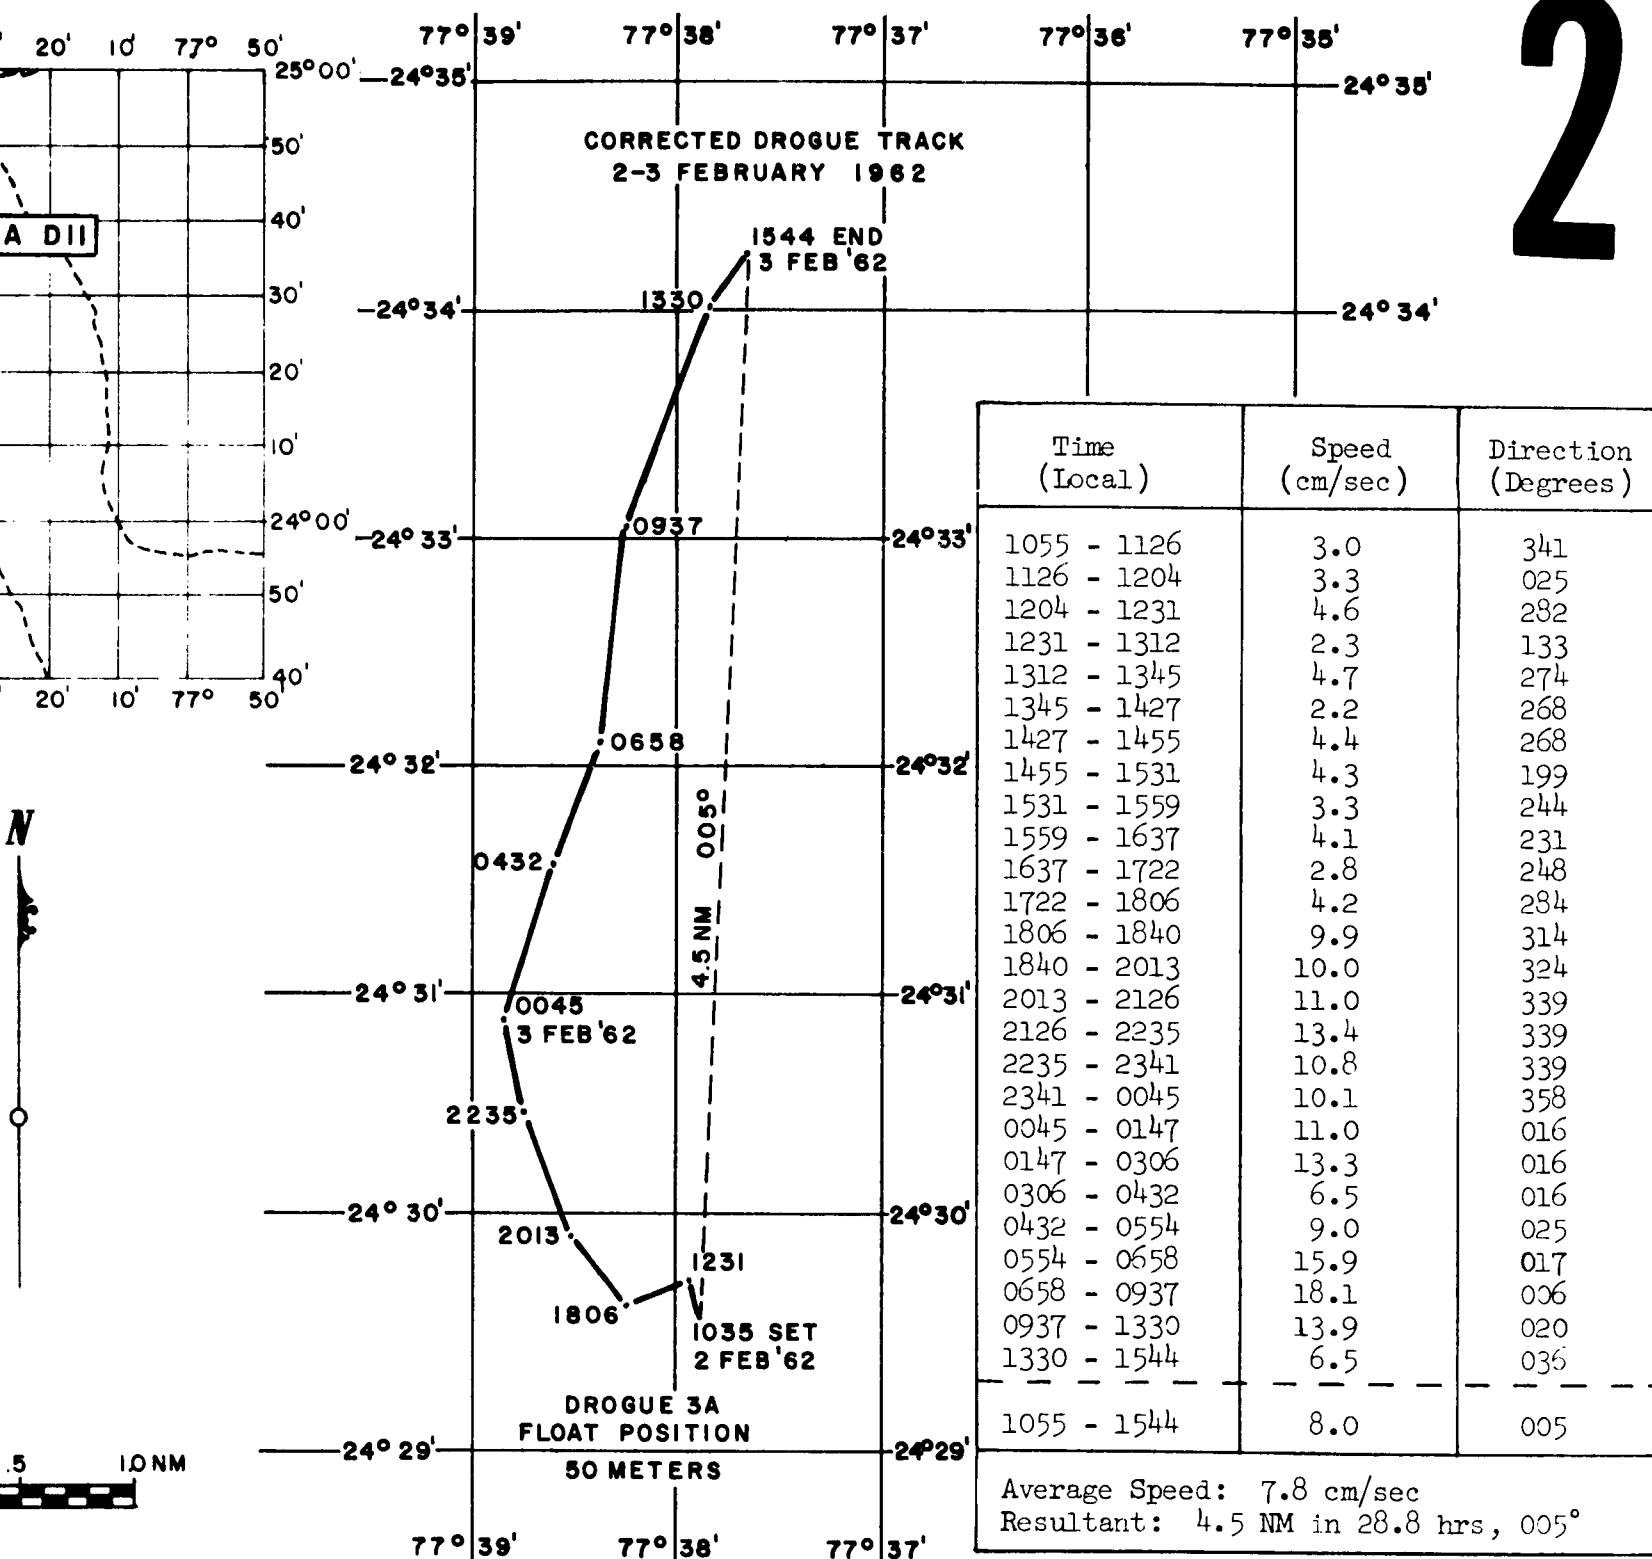 2
20' 10' 77° 50'
25°00'
50'
40'
A D11
30'
20'
10'
24°00'
50'
40'
20' 10' 77° 50'
N
.5 1.0 NM
77°39' 77°38' 77°37' 77°36' 77°35'
24°35' 24°35'
CORRECTED DROGUE TRACK
2-3 FEBRUARY 1962
1544 END
3 FEB '62
1330
24°34' 24°34'
0937
24°33' 24°33'
0658
24°32' 24°32'
4.5 NM 005°
0432
24°31' 24°31'
0045
3 FEB '62
2235
24°30' 24°30'
2013
1231
1806
1035 SET
2 FEB '62
DROGUE 3A
FLOAT POSITION
50 METERS
24°29' 24°29'
77°39' 77°38' 77°37'
Time Speed Direction
(Local) (cm/sec) (Degrees)
1055 - 1126 3.0 341
1126 - 1204 3.3 025
1204 - 1231 4.6 282
1231 - 1312 2.3 133
1312 - 1345 4.7 274
1345 - 1427 2.2 268
1427 - 1455 4.4 268
1455 - 1531 4.3 199
1531 - 1559 3.3 244
1559 - 1637 4.1 231
1637 - 1722 2.8 248
1722 - 1806 4.2 284
1806 - 1840 9.9 314
1840 - 2013 10.0 324
2013 - 2126 11.0 339
2126 - 2235 13.4 339
2235 - 2341 10.8 339
2341 - 0045 10.1 358
0045 - 0147 11.0 016
0147 - 0306 13.3 016
0306 - 0432 6.5 016
0432 - 0554 9.0 025
0554 - 0658 15.9 017
0658 - 0937 18.1 006
0937 - 1330 13.9 020
1330 - 1544 6.5 036
1055 - 1544 8.0 005
Average Speed: 7.8 cm/sec
Resultant: 4.5 NM in 28.8 hrs, 005°